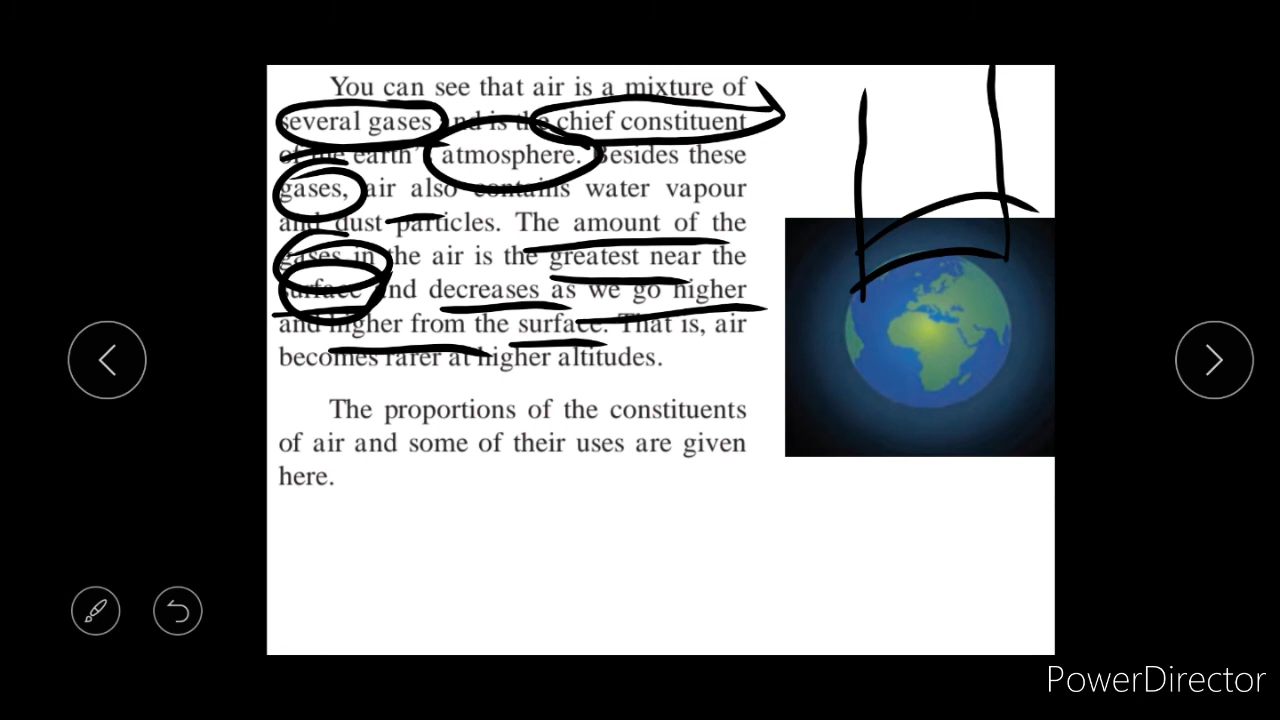 You can see that air is a mixture of
several gases and is the chief constituent
of the earth's atmosphere. Besides these
gases, air also contains water vapour
and dust particles. The amount of the
gases in the air is the greatest near the
surface and decreases as we go higher
and higher from the surface. That is, air
becomes rarer at higher altitudes.
The proportions of the constituents
of air and some of their uses are given
here.
PowerDirector